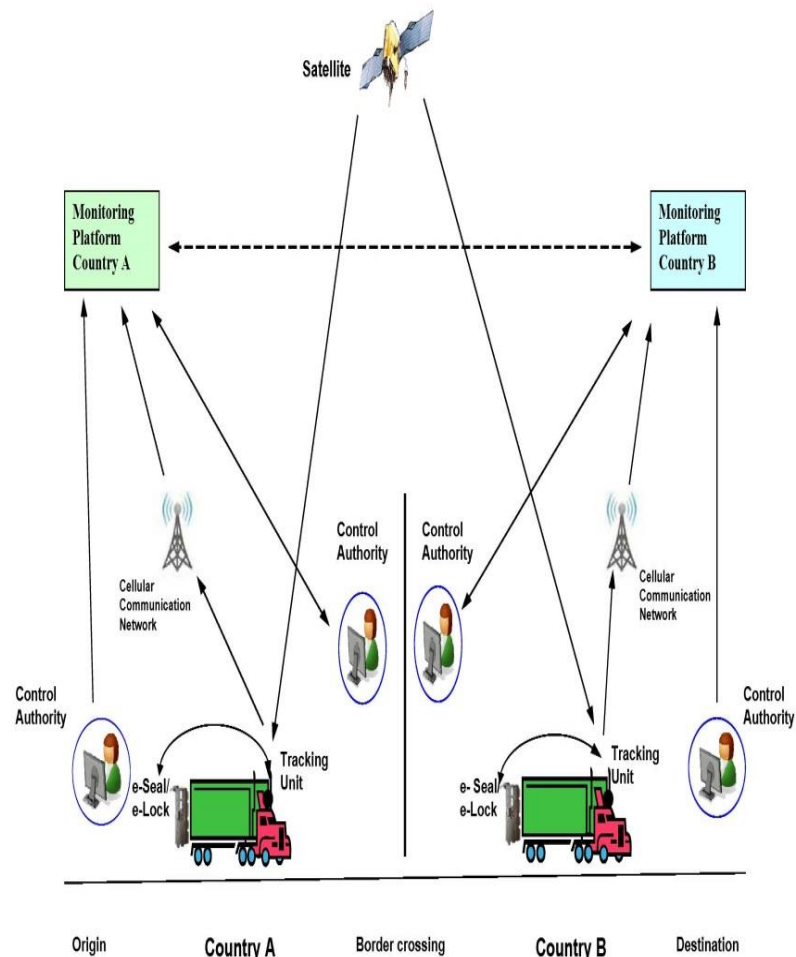 Satellite
Monitoring
Platform
Country A
Monitoring
Platform
Country B
Control
Authority
Control
Authority
Cellular
Communication
Network
Cellular
Communication
Network
Control
Authority
Control
Authority
e-Seal/
e-Lock
Tracking
Unit
e- Seal/
e-Lock
Tracking
Unit
Origin
Country A
Border crossing
Country B
Destination